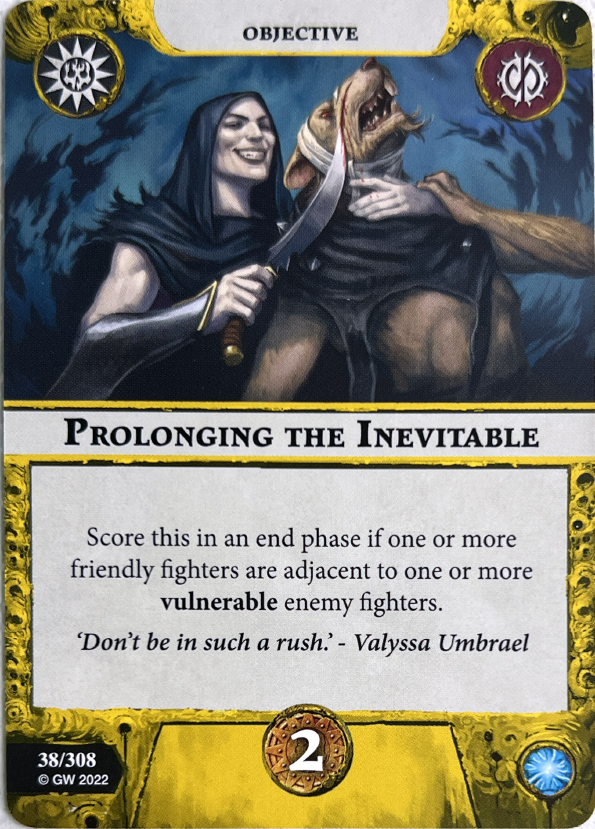 OBJECTIVE
PROLONGING THE INEVITABLE
Score this in an end phase if one or more
friendly fighters are adjacent to one or more
vulnerable enemy fighters.
‘Don’t be in such a rush.’ - Valyssa Umbrael
2
38/308
© GW 2022